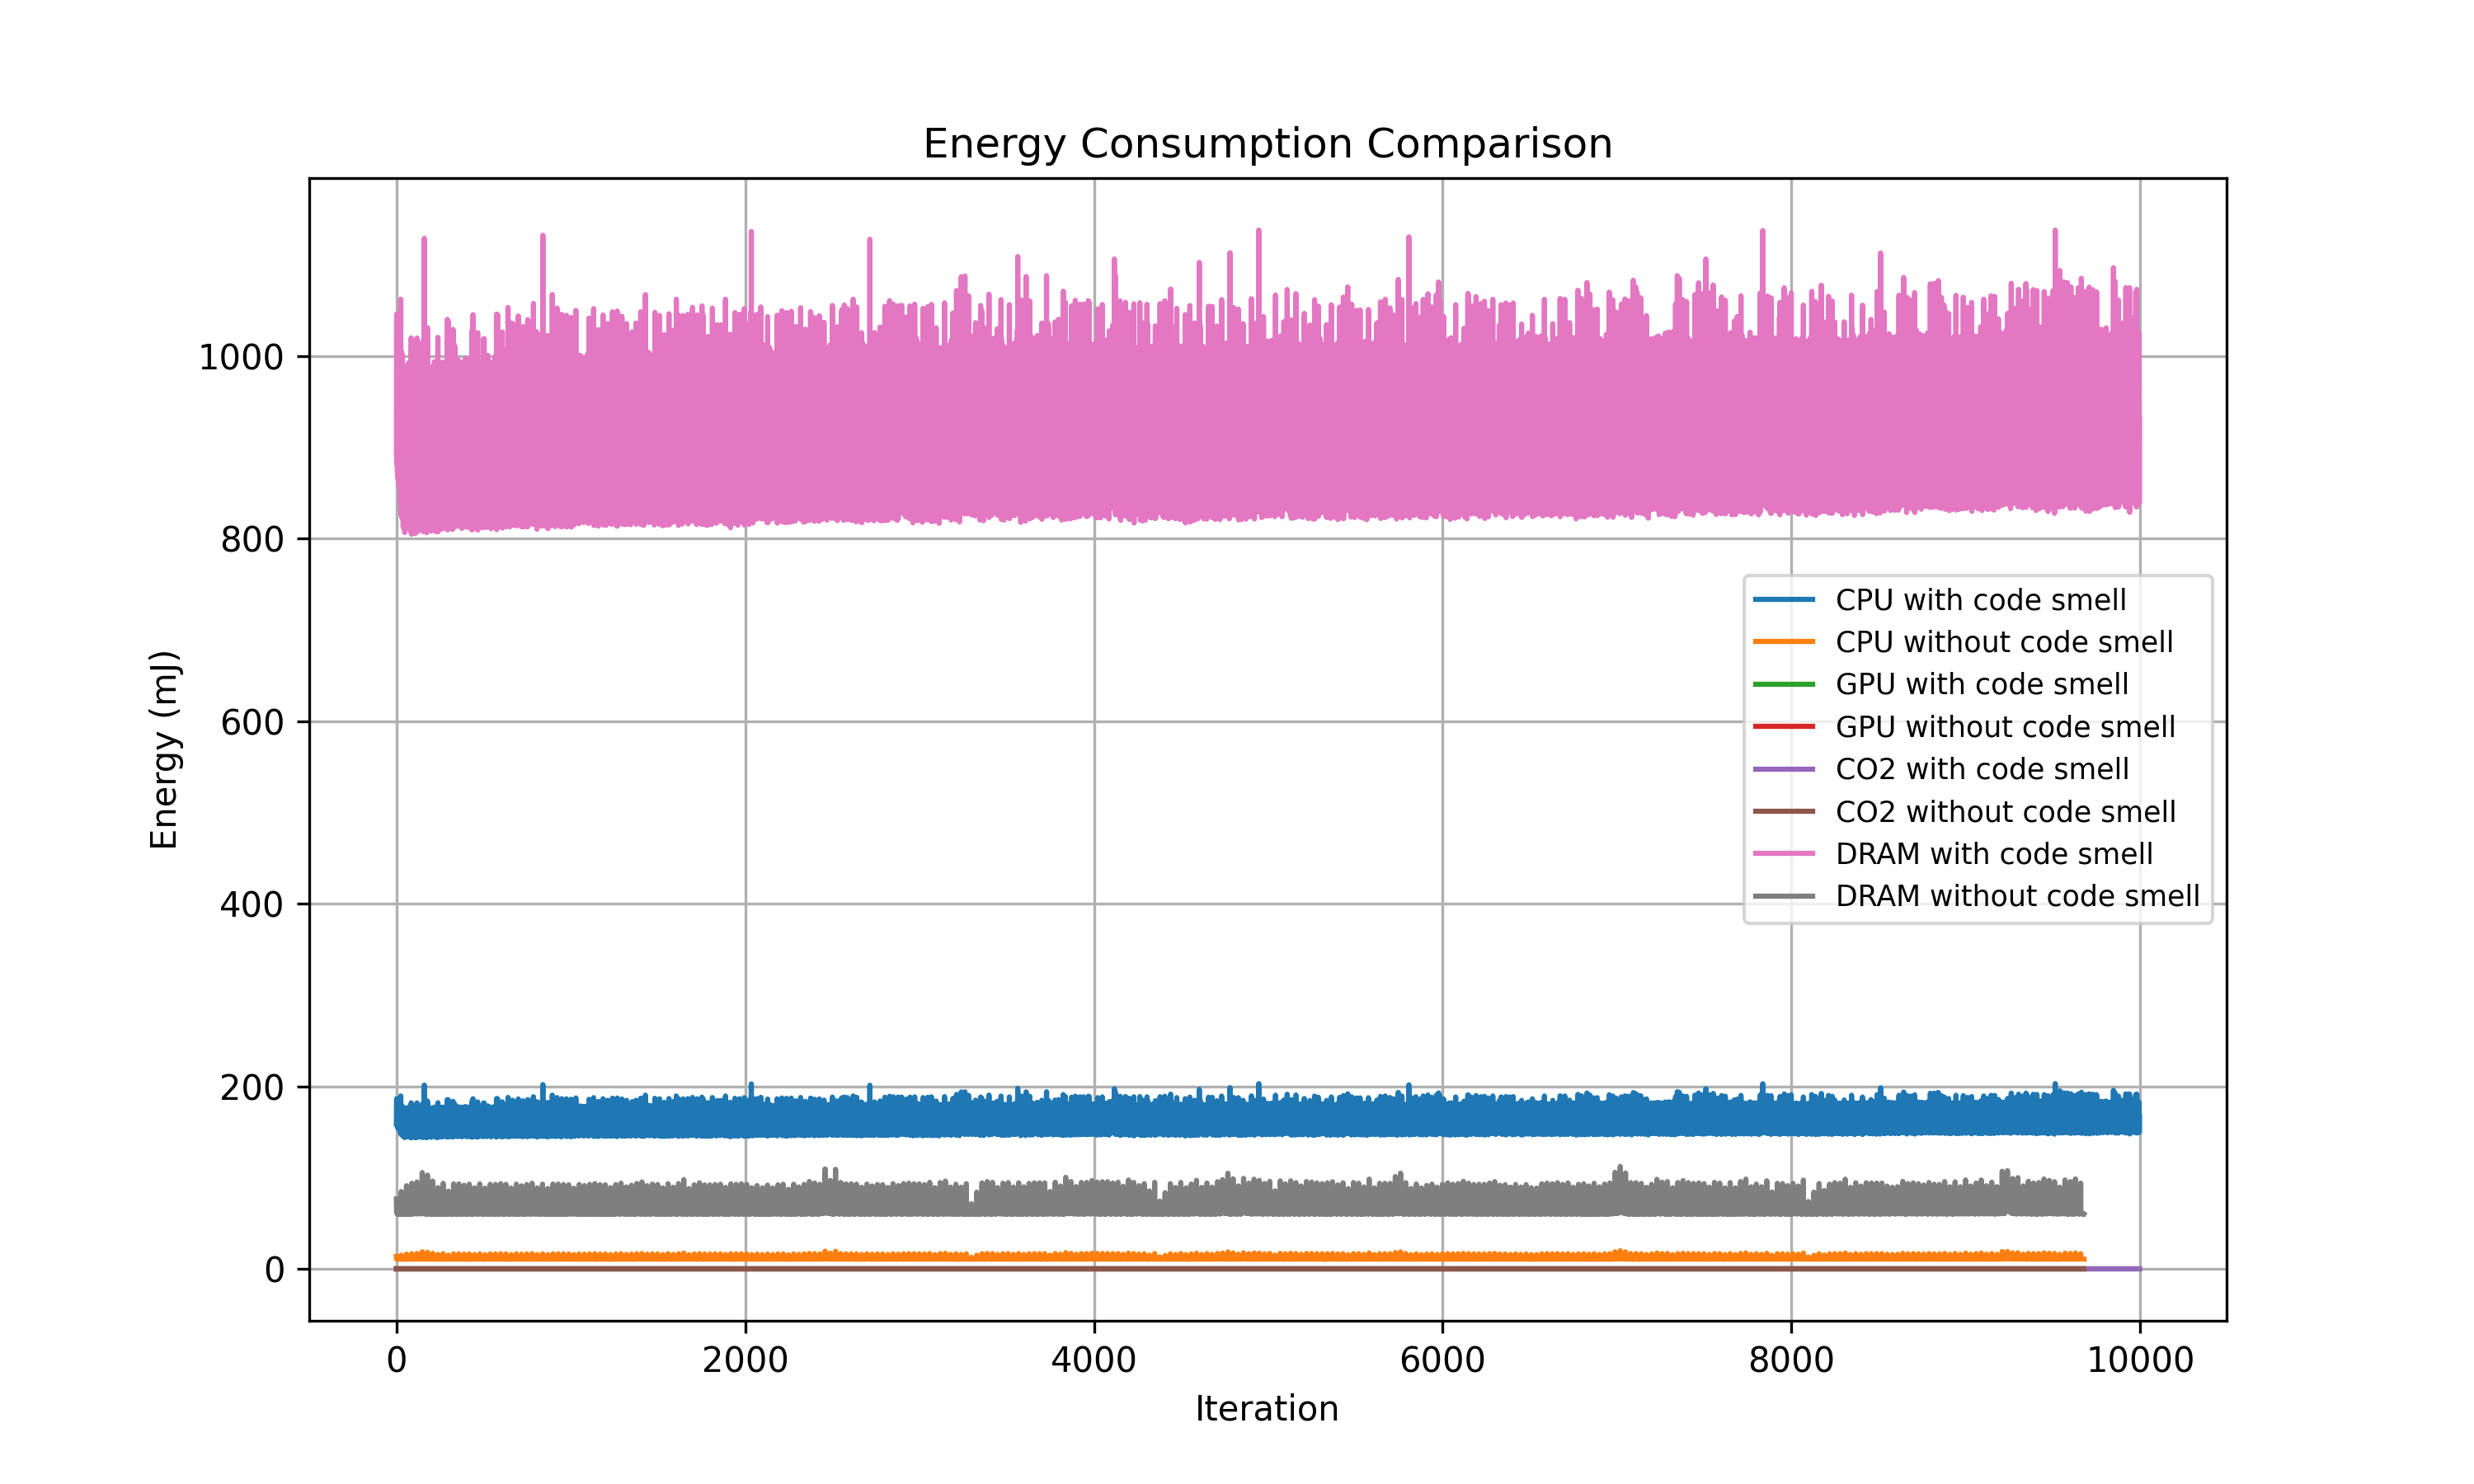 Energy Consumption Comparison
1000
800
600
400
200
0
Energy (mJ)
CPU with code smell
CPU without code smell
GPU with code smell
GPU without code smell
CO2 with code smell
CO2 without code smell
DRAM with code smell
DRAM without code smell
0 2000 4000 6000 8000 10000
Iteration